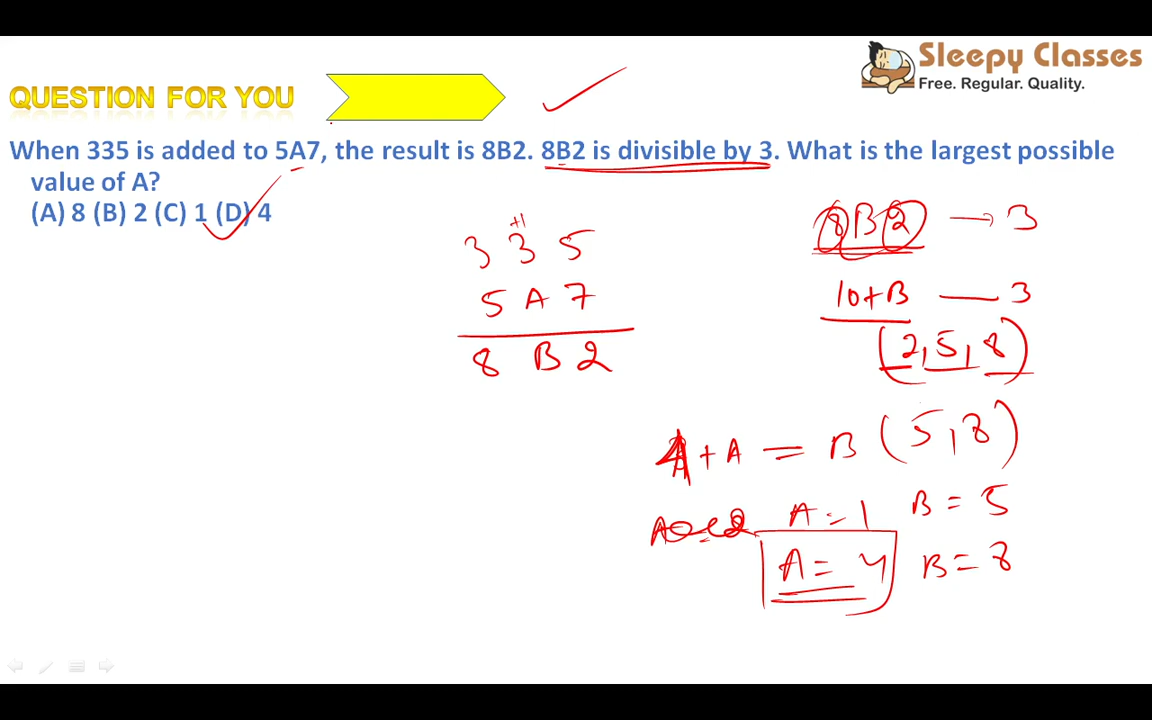 Sleepy Classes
Free. Regular. Quality.
QUESTION FOR YOU
When 335 is added to 5A7, the result is 8B2. 8B2 is divisible by 3. What is the largest possible
value of A?
(A) 8 (B) 2 (C) 1 (D) 4
+1
3 3 5
5 A 7
8 B 2
8B2 → 3
10+B — 3
(2, 5, 8)
+ A = B (5, 8)
A = 1 B = 5
A = 4 B = 8